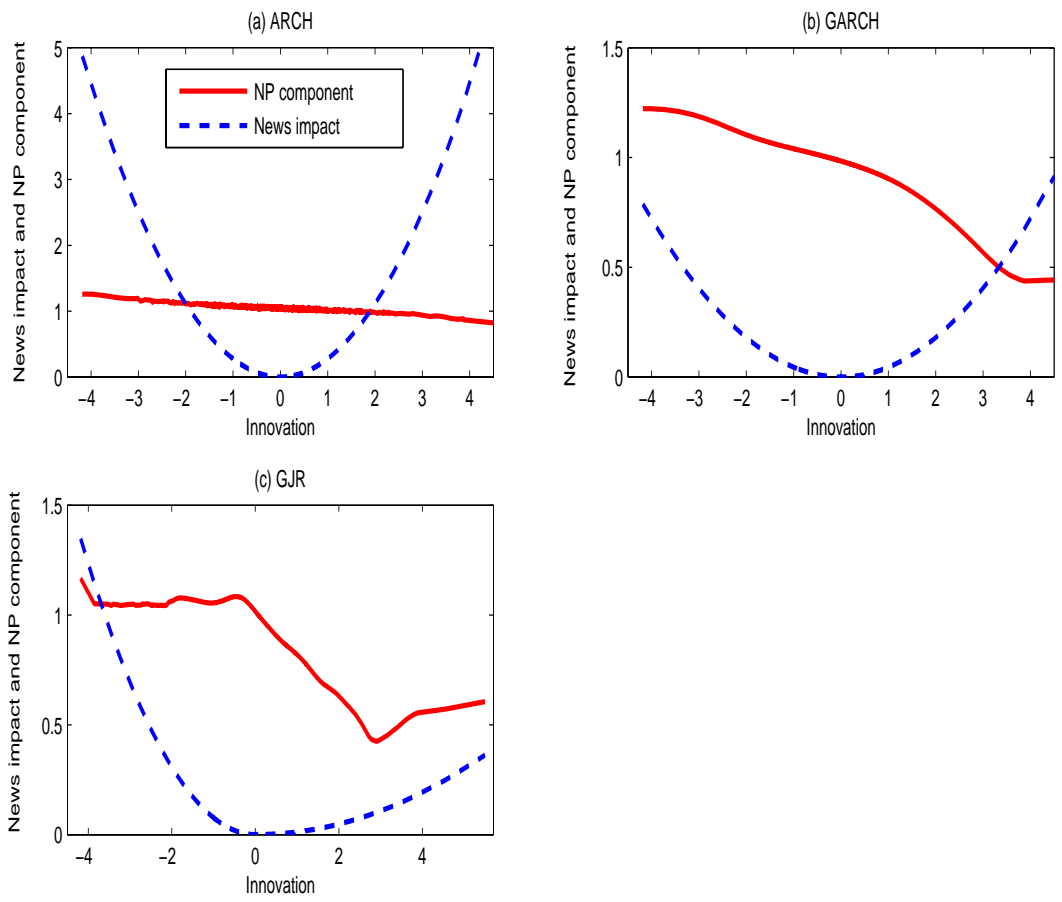 (a) ARCH
News impact and NP component
5
4
3
2
1
0
NP component
News impact
−4 −3 −2 −1 0 1 2 3 4
Innovation
(b) GARCH
News impact and NP component
1.5
1
0.5
0
−4 −3 −2 −1 0 1 2 3 4
Innovation
(c) GJR
News impact and NP component
1.5
1
0.5
0
−4 −2 0 2 4
Innovation